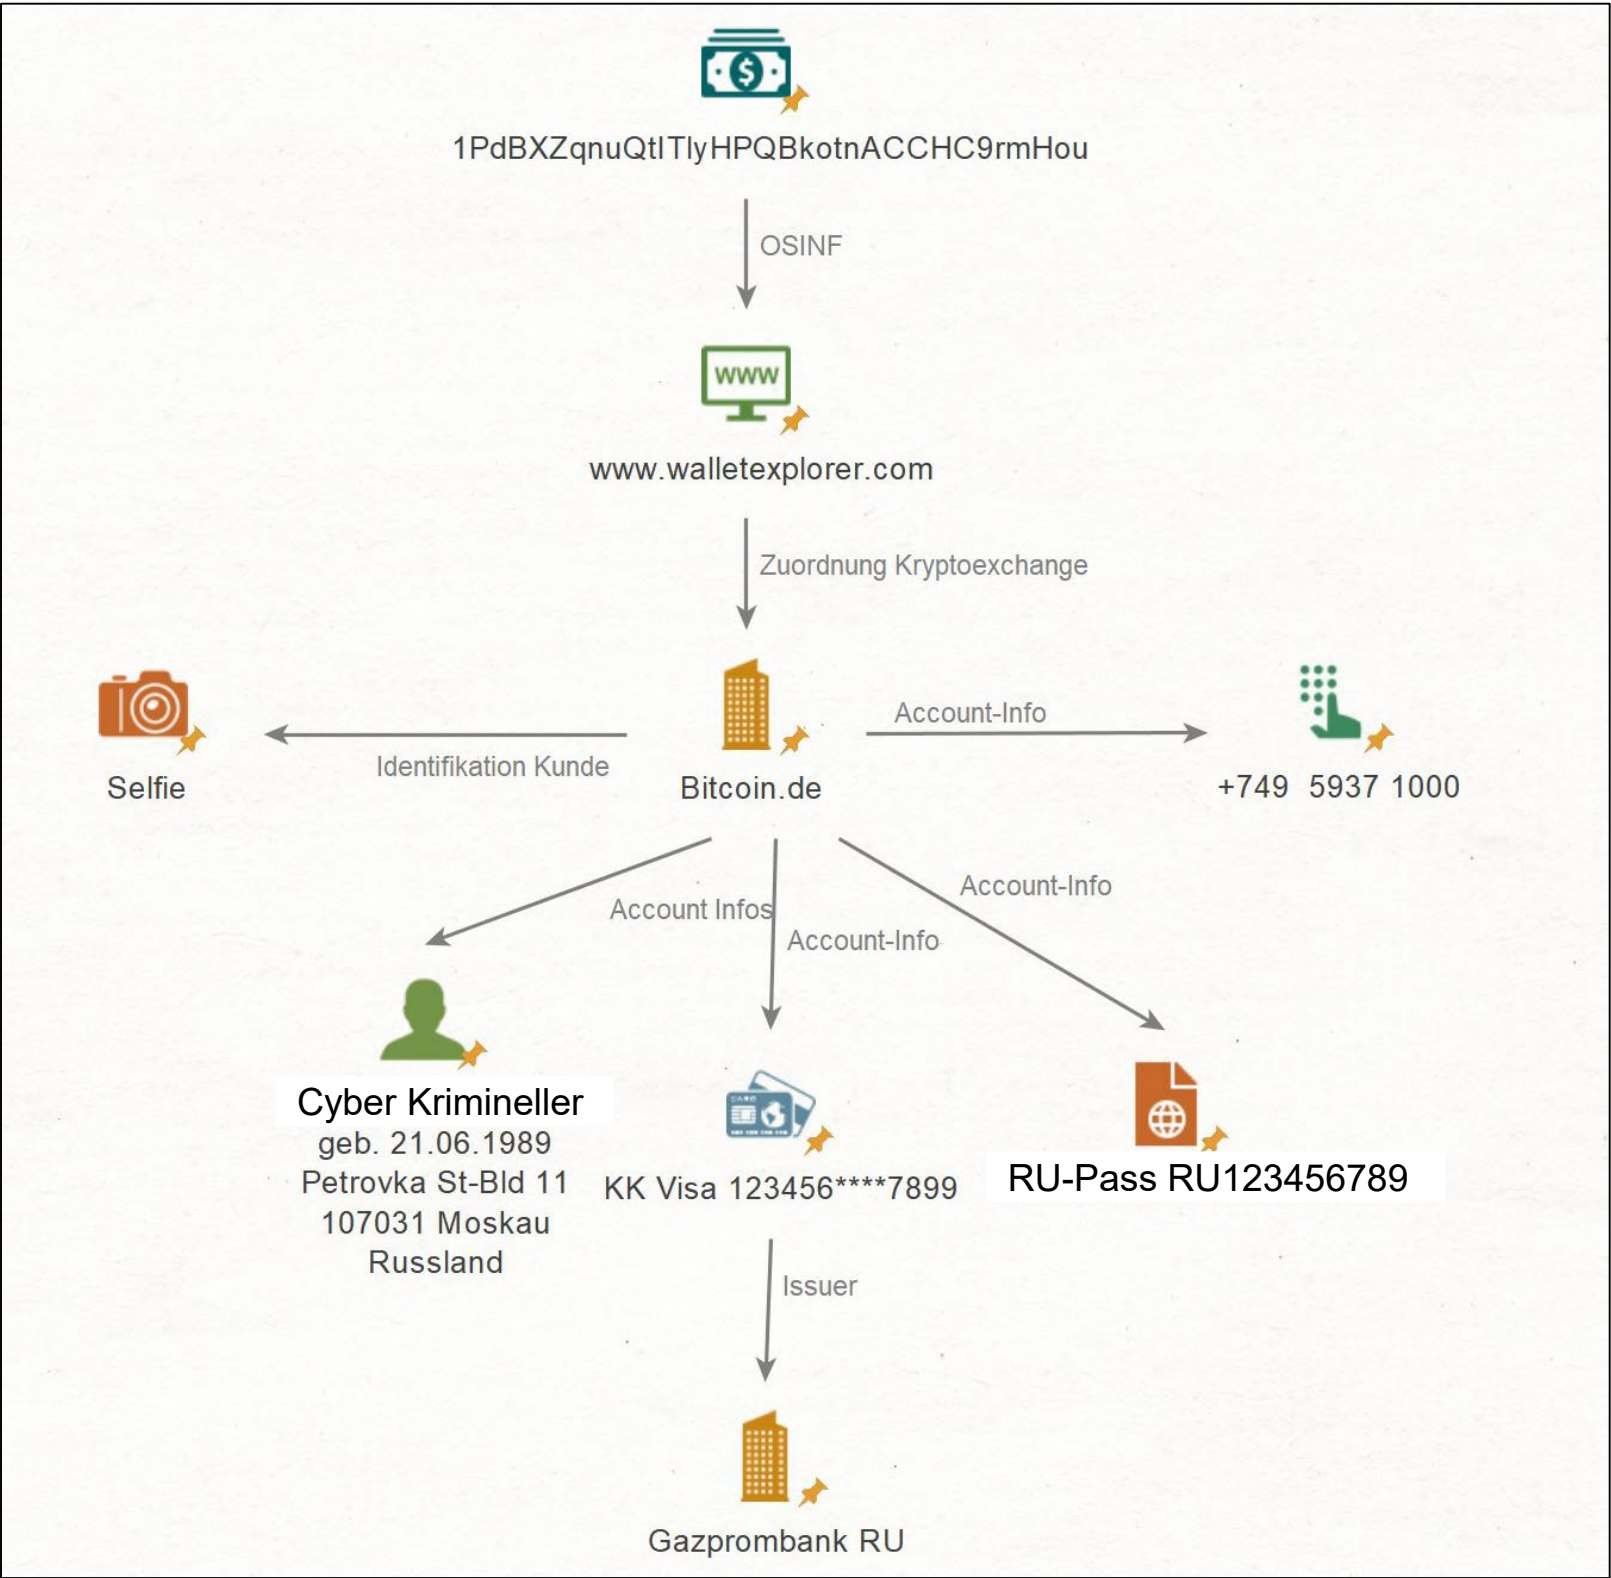 1PdBXZqnuQtITlyHPQBkotnACCHC9rmHou
OSINF
www
www.walletexplorer.com
Zuordnung Kryptoexchange
Account-Info
Identifikation Kunde
Selfie
Bitcoin.de
+749 5937 1000
Account Infos
Account-Info
Account-Info
Cyber Krimineller
geb. 21.06.1989
Petrovka St-Bld 11
107031 Moskau
Russland
CARD
KK Visa 123456****7899
RU-Pass RU123456789
Issuer
Gazprombank RU